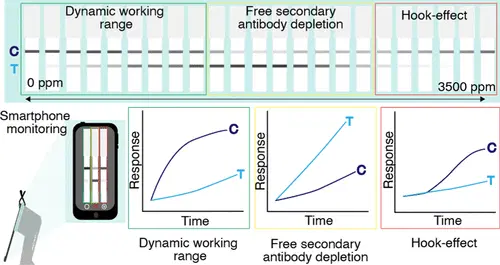 Dynamic working
range
Free secondary
antibody depletion
Hook-effect
C
T
0 ppm
3500 ppm
Smartphone
monitoring
Response
C
T
Time
Dynamic working
range
Response
T
C
Time
Free secondary
antibody depletion
Response
C
T
Time
Hook-effect